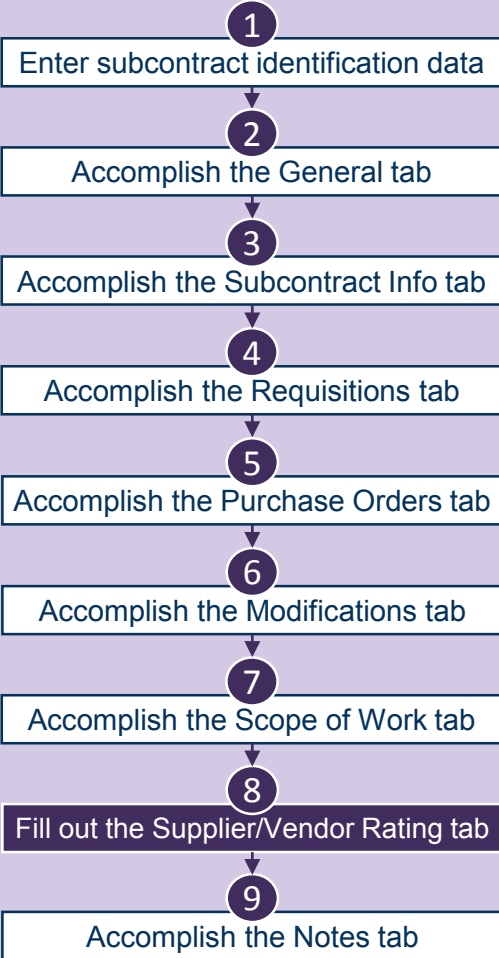 1
Enter subcontract identification data
2
Accomplish the General tab
3
Accomplish the Subcontract Info tab
4
Accomplish the Requisitions tab
5
Accomplish the Purchase Orders tab
6
Accomplish the Modifications tab
7
Accomplish the Scope of Work tab
8
Fill out the Supplier/Vendor Rating tab
9
Accomplish the Notes tab